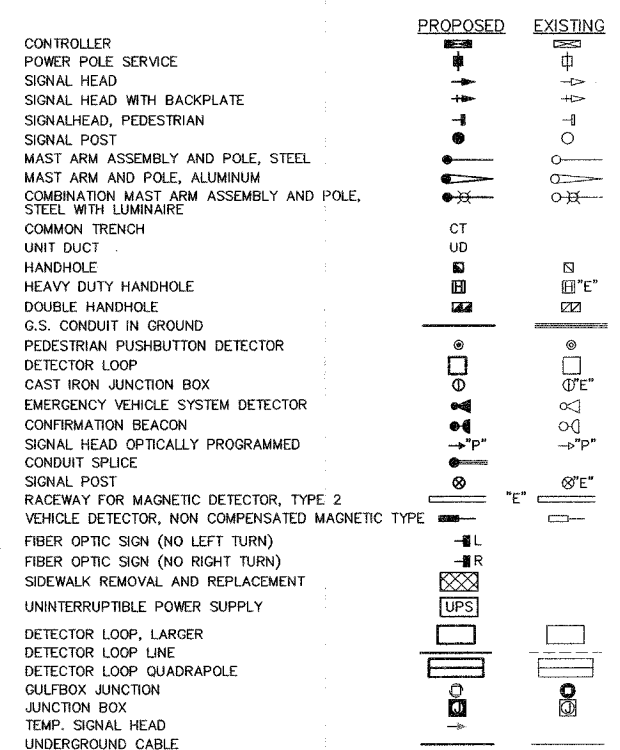 PROPOSED EXISTING
CONTROLLER
POWER POLE SERVICE
SIGNAL HEAD
SIGNAL HEAD WITH BACKPLATE
SIGNALHEAD, PEDESTRIAN
SIGNAL POST
MAST ARM ASSEMBLY AND POLE, STEEL
MAST ARM AND POLE, ALUMINUM
COMBINATION MAST ARM ASSEMBLY AND POLE,
STEEL WITH LUMINAIRE
COMMON TRENCH CT
UNIT DUCT UD
HANDHOLE
HEAVY DUTY HANDHOLE H H "E"
DOUBLE HANDHOLE
G.S. CONDUIT IN GROUND
PEDESTRIAN PUSHBUTTON DETECTOR
DETECTOR LOOP
CAST IRON JUNCTION BOX "E"
EMERGENCY VEHICLE SYSTEM DETECTOR
CONFIRMATION BEACON
SIGNAL HEAD OPTICALLY PROGRAMMED "P" "P"
CONDUIT SPLICE
SIGNAL POST "E"
RACEWAY FOR MAGNETIC DETECTOR, TYPE 2 "E"
VEHICLE DETECTOR, NON COMPENSATED MAGNETIC TYPE
FIBER OPTIC SIGN (NO LEFT TURN) L
FIBER OPTIC SIGN (NO RIGHT TURN) R
SIDEWALK REMOVAL AND REPLACEMENT
UNINTERRUPTIBLE POWER SUPPLY UPS
DETECTOR LOOP, LARGER
DETECTOR LOOP LINE
DETECTOR LOOP QUADRAPOLE
GULFBOX JUNCTION
JUNCTION BOX J J
TEMP. SIGNAL HEAD
UNDERGROUND CABLE